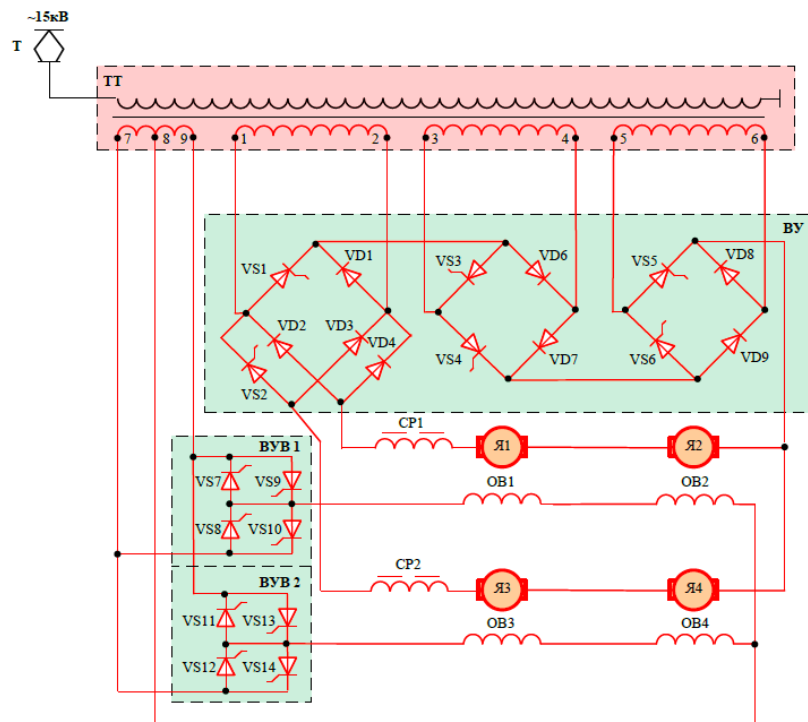 ~15кВ
Т
ТТ
7 8 9 1 2 3 4 5 6
ВУ
VS1 VD1 VS3 VD6 VS5 VD8
VD2 VD3 VD4 VS4 VD7 VS6 VD9
VS2
СР1 Я1 Я2
ВУВ 1
VS7 VS9 ОВ1 ОВ2
VS8 VS10
СР2 Я3 Я4
ВУВ 2
VS11 VS13 ОВ3 ОВ4
VS12 VS14